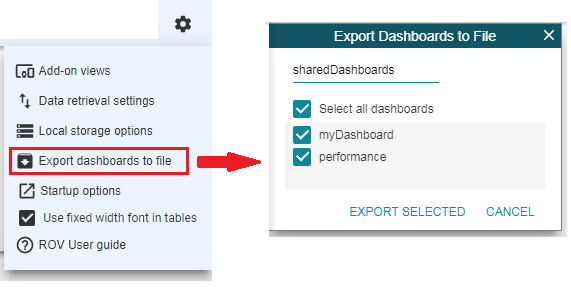 Add-on views
Data retrieval settings
Local storage options
Export dashboards to file
Startup options
Use fixed width font in tables
ROV User guide
Export Dashboards to File
sharedDashboards
Select all dashboards
myDashboard
performance
EXPORT SELECTED CANCEL